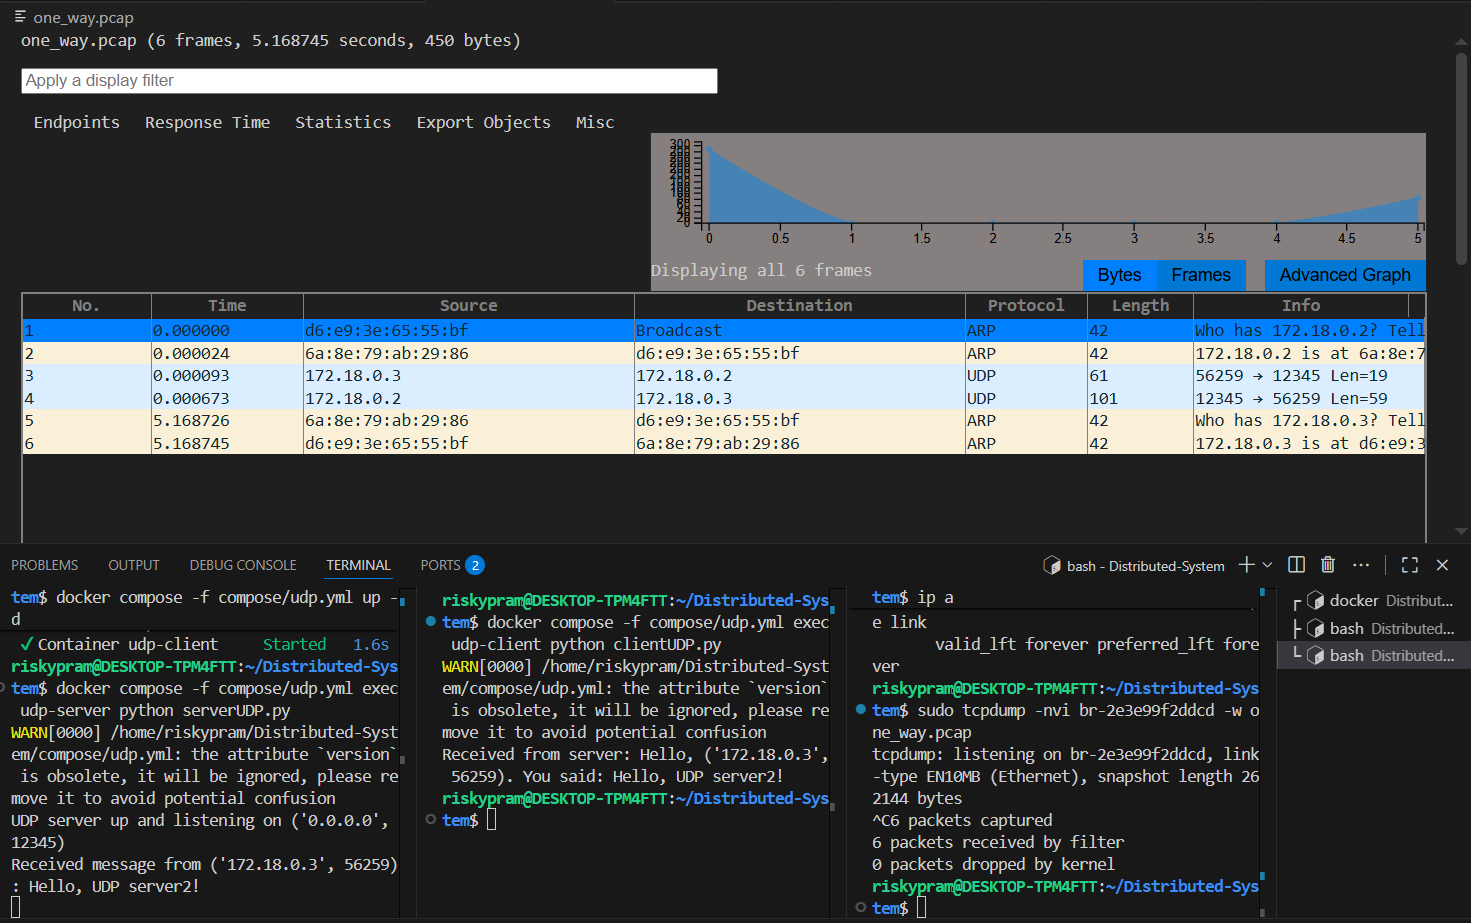 one_way.pcap
one_way.pcap (6 frames, 5.168745 seconds, 450 bytes)
Apply a display filter
Endpoints Response Time Statistics Export Objects Misc
300
0
0 0.5 1 1.5 2 2.5 3 3.5 4 4.5 5
Displaying all 6 frames Bytes Frames Advanced Graph
No. Time Source Destination Protocol Length Info
1 0.000000 d6:e9:3e:65:55:bf Broadcast ARP 42 Who has 172.18.0.2? Tell
2 0.000024 6a:8e:79:ab:29:86 d6:e9:3e:65:55:bf ARP 42 172.18.0.2 is at 6a:8e:7
3 0.000093 172.18.0.3 172.18.0.2 UDP 61 56259 → 12345 Len=19
4 0.000673 172.18.0.2 172.18.0.3 UDP 101 12345 → 56259 Len=59
5 5.168726 6a:8e:79:ab:29:86 d6:e9:3e:65:55:bf ARP 42 Who has 172.18.0.3? Tell
6 5.168745 d6:e9:3e:65:55:bf 6a:8e:79:ab:29:86 ARP 42 172.18.0.3 is at d6:e9:3
PROBLEMS OUTPUT DEBUG CONSOLE TERMINAL PORTS 2 bash - Distributed-System
tem$ docker compose -f compose/udp.yml up -
d
✓Container udp-client Started 1.6s
riskypram@DESKTOP-TPM4FTT:~/Distributed-Sys
tem$ docker compose -f compose/udp.yml exec
udp-server python serverUDP.py
WARN[0000] /home/riskypram/Distributed-Syst
em/compose/udp.yml: the attribute `version`
is obsolete, it will be ignored, please re
move it to avoid potential confusion
UDP server up and listening on ('0.0.0.0',
12345)
Received message from ('172.18.0.3', 56259)
: Hello, UDP server2!
riskypram@DESKTOP-TPM4FTT:~/Distributed-Sys
tem$ docker compose -f compose/udp.yml exec
udp-client python clientUDP.py
WARN[0000] /home/riskypram/Distributed-Syst
em/compose/udp.yml: the attribute `version`
is obsolete, it will be ignored, please re
move it to avoid potential confusion
Received from server: Hello, ('172.18.0.3',
56259). You said: Hello, UDP server2!
riskypram@DESKTOP-TPM4FTT:~/Distributed-Sys
tem$
tem$ ip a
e link
valid_lft forever preferred_lft fore
ver
riskypram@DESKTOP-TPM4FTT:~/Distributed-Sys
tem$ sudo tcpdump -nvi br-2e3e99f2ddcd -w o
ne_way.pcap
tcpdump: listening on br-2e3e99f2ddcd, link
-type EN10MB (Ethernet), snapshot length 26
2144 bytes
^C6 packets captured
6 packets received by filter
0 packets dropped by kernel
riskypram@DESKTOP-TPM4FTT:~/Distributed-Sys
tem$
docker Distribut...
bash Distributed...
bash Distributed...